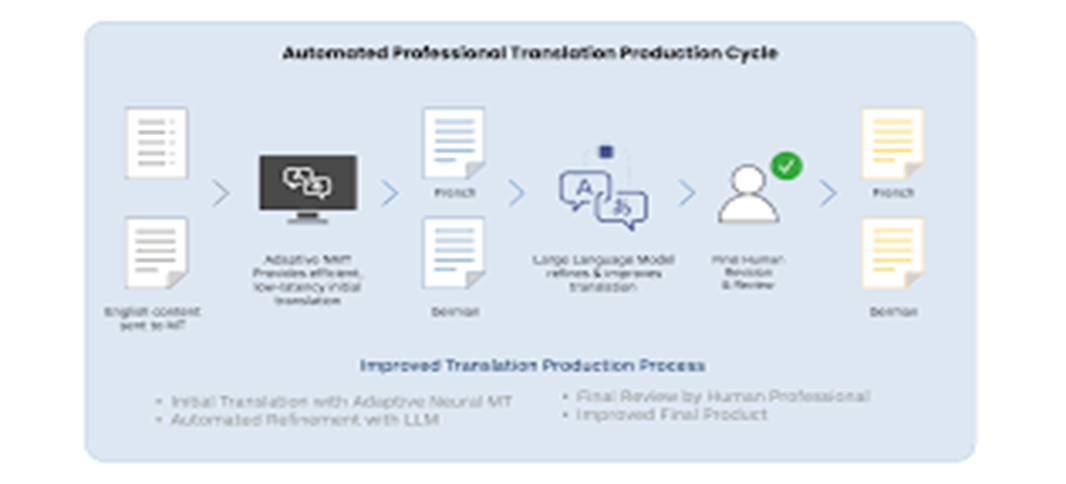 Automated Professional Translation Production Cycle
English content
sent to MT
Adaptive NMT
Provides efficient,
low-latency initial
translation
French
German
Large Language Model
refines & improves
translation
Final Human
Revision
& Review
French
German
Improved Translation Production Process
• Initial Translation with Adaptive Neural MT
• Automated Refinement with LLM
• Final Review by Human Professional
• Improved Final Product